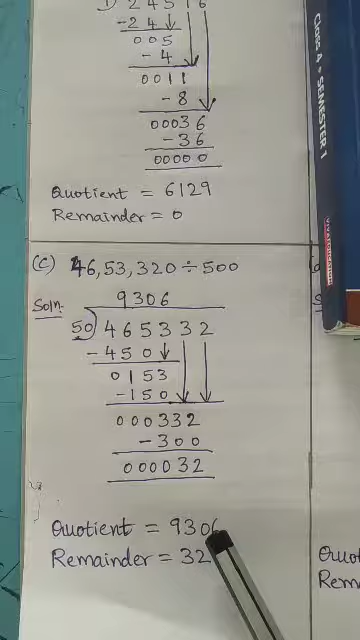 24516
-24
005
- 4
0011
- 8
00036
- 36
00000
Quotient = 6129
Remainder = 0
(c) 46,53,320 ÷ 500
Soln.
9306
50) 465332
- 450
0153
- 150
000332
- 300
000032
Quotient = 9306
Remainder = 32
CLASS 4 • SEMESTER 1
Quot
Rem